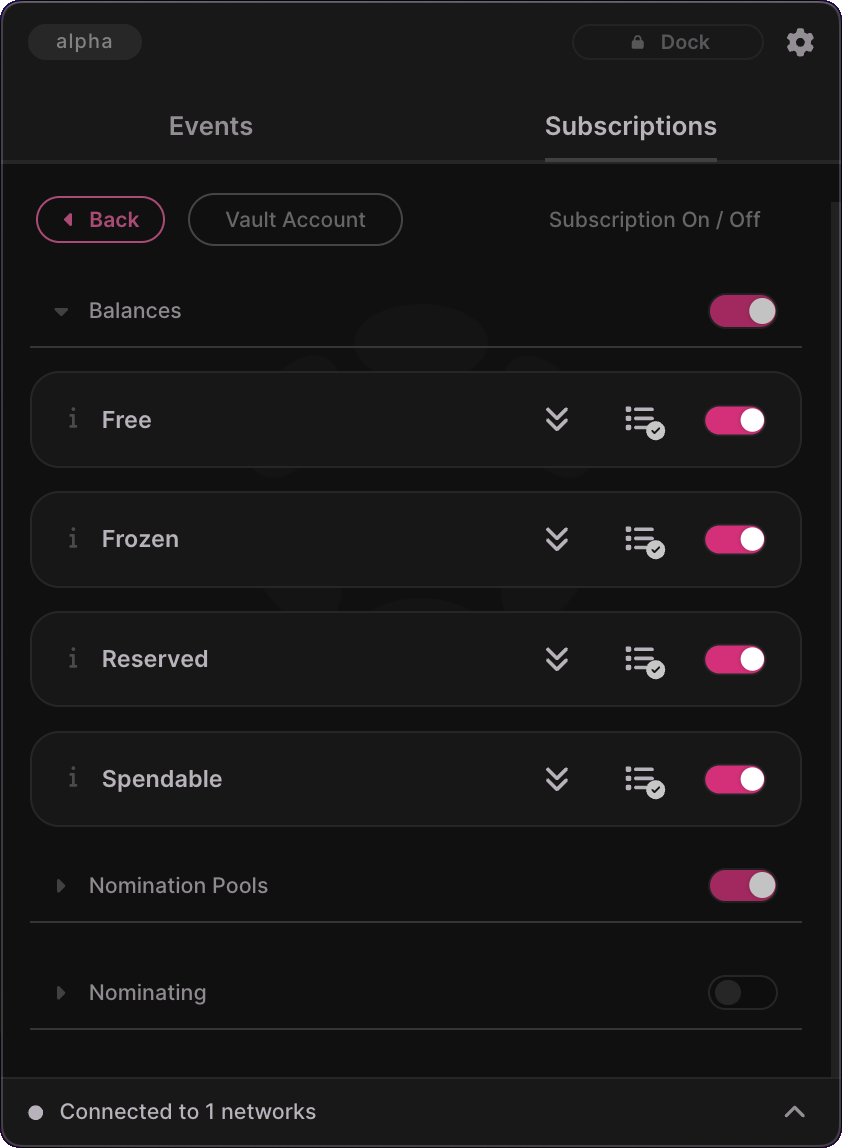 alpha
Dock
Events
Subscriptions
Back
Vault Account
Subscription On / Off
Balances
i Free
i Frozen
i Reserved
i Spendable
Nomination Pools
Nominating
Connected to 1 networks